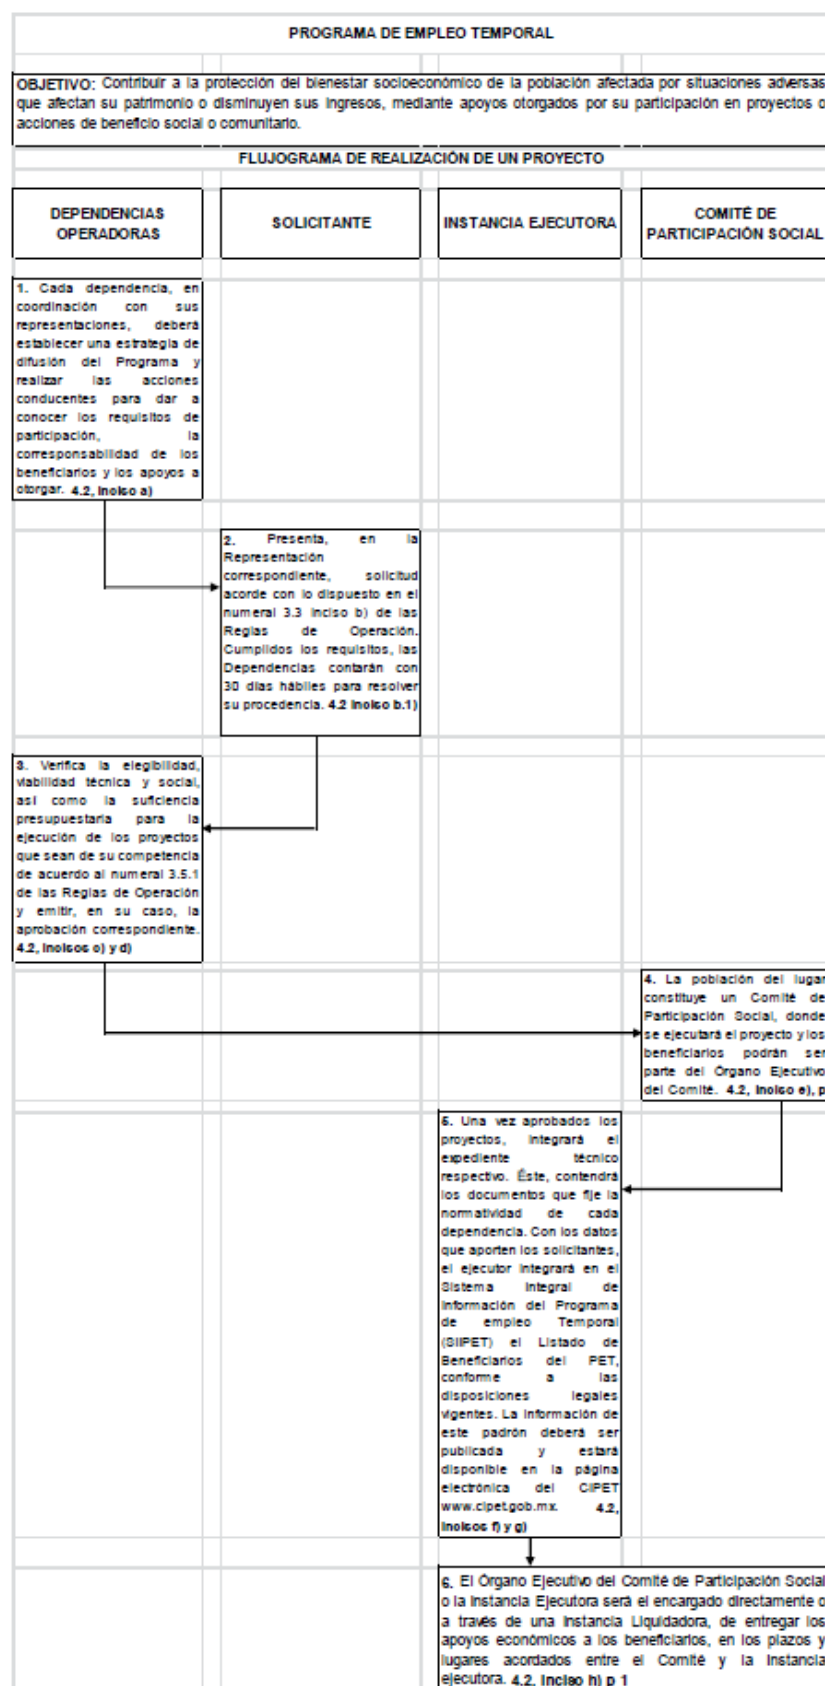 PROGRAMA DE EMPLEO TEMPORAL
OBJETIVO: Contribuir a la protección del bienestar socioeconómico de la población afectada por situaciones adversas
que afectan su patrimonio o disminuyen sus ingresos, mediante apoyos otorgados por su participación en proyectos o
acciones de beneficio social o comunitario.
FLUJOGRAMA DE REALIZACIÓN DE UN PROYECTO
DEPENDENCIAS
OPERADORAS
SOLICITANTE
INSTANCIA EJECUTORA
COMITÉ DE
PARTICIPACIÓN SOCIAL
1. Cada dependencia, en
coordinación con sus
representaciones, deberá
establecer una estrategia de
difusión del Programa y
realizar las acciones
conducentes para dar a
conocer los requisitos de
participación, la
corresponsabilidad de los
beneficiarios y los apoyos a
otorgar. 4.2, inciso a)
2. Presenta, en la
Representación
correspondiente, solicitud
acorde con lo dispuesto en el
numeral 3.3 inciso b) de las
Reglas de Operación.
Cumplidos los requisitos, las
Dependencias contarán con
30 días hábiles para resolver
su procedencia. 4.2 inciso b.1)
3. Verifica la elegibilidad,
viabilidad técnica y social,
así como la suficiencia
presupuestaria para la
ejecución de los proyectos
que sean de su competencia
de acuerdo al numeral 3.5.1
de las Reglas de Operación
y emitir, en su caso, la
aprobación correspondiente.
4.2, incisos c) y d)
4. La población del lugar
constituye un Comité de
Participación Social, donde
se ejecutará el proyecto y los
beneficiarios podrán ser
parte del Órgano Ejecutivo
del Comité. 4.2, inciso e), p
5. Una vez aprobados los
proyectos, integrará el
expediente técnico
respectivo. Éste, contendrá
los documentos que fije la
normatividad de cada
dependencia. Con los datos
que aporten los solicitantes,
el ejecutor integrará en el
Sistema Integral de
Información del Programa
de empleo Temporal
(SIIPET) el Listado de
Beneficiarios del PET,
conforme a las
disposiciones legales
vigentes. La información de
este padrón deberá ser
publicada y estará
disponible en la página
electrónica del CIPET
www.cipet.gob.mx. 4.2,
incisos f) y g)
6. El Órgano Ejecutivo del Comité de Participación Social
o la Instancia Ejecutora será el encargado directamente o
a través de una Instancia Liquidadora, de entregar los
apoyos económicos a los beneficiarios, en los plazos y
lugares acordados entre el Comité y la Instancia
ejecutora. 4.2, inciso h) p 1